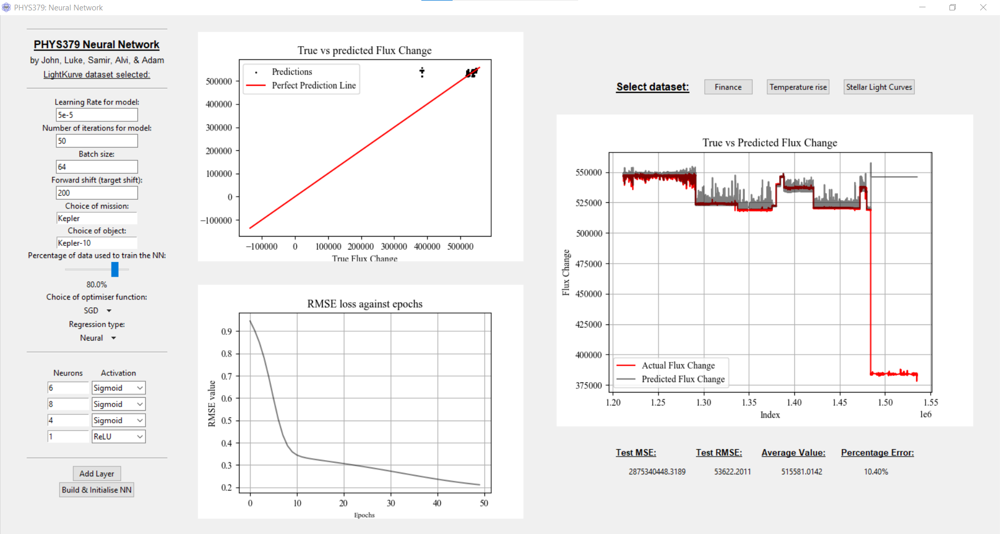 PHYS379: Neural Network
PHYS379 Neural Network
by John, Luke, Samir, Alvi, & Adam
LightKurve dataset selected:
Learning Rate for model:
5e-5
Number of iterations for model:
50
Batch size:
64
Forward shift (target shift):
200
Choice of mission:
Kepler
Choice of object:
Kepler-10
Percentage of data used to train the NN:
80.0%
Choice of optimiser function:
SGD
Regression type:
Neural
Neurons Activation
6 Sigmoid
8 Sigmoid
4 Sigmoid
1 ReLU
Add Layer
Build & Initialise NN
True vs predicted Flux Change
Predictions
Perfect Prediction Line
500000
400000
300000
200000
100000
0
−100000
−100000 0 100000 200000 300000 400000 500000
True Flux Change
RMSE loss against epochs
RMSE value
0.9
0.8
0.7
0.6
0.5
0.4
0.3
0.2
0 10 20 30 40 50
Epochs
Select dataset: Finance Temperature rise Stellar Light Curves
True vs Predicted Flux Change
Flux Change
550000
525000
500000
475000
450000
425000
400000
375000
Actual Flux Change
Predicted Flux Change
1.20 1.25 1.30 1.35 1.40 1.45 1.50 1.55
Index
1e6
Test MSE: Test RMSE: Average Value: Percentage Error:
2875340448.3189 53622.2011 515581.0142 10.40%